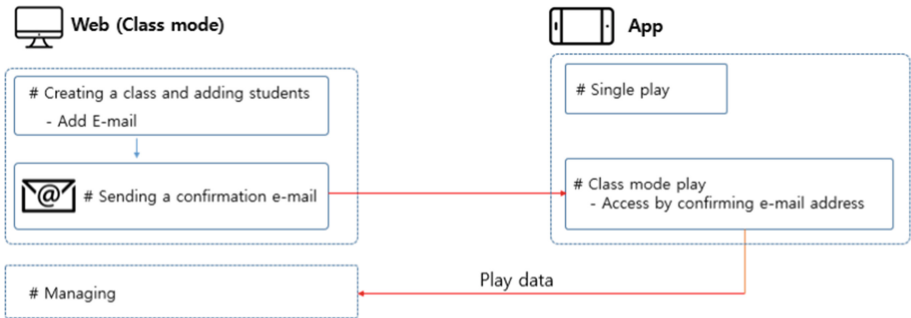 Web (Class mode)
App
# Creating a class and adding students
- Add E-mail
# Single play
@ # Sending a confirmation e-mail
# Class mode play
- Access by confirming e-mail address
Play data
# Managing